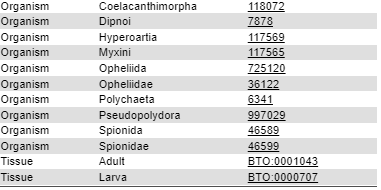 Organism Coelacanthimorpha 118072
Organism Dipnoi 7878
Organism Hyperoartia 117569
Organism Myxini 117565
Organism Opheliida 725120
Organism Opheliidae 36122
Organism Polychaeta 6341
Organism Pseudopolydora 997029
Organism Spionida 46589
Organism Spionidae 46599
Tissue Adult BTO:0001043
Tissue Larva BTO:0000707